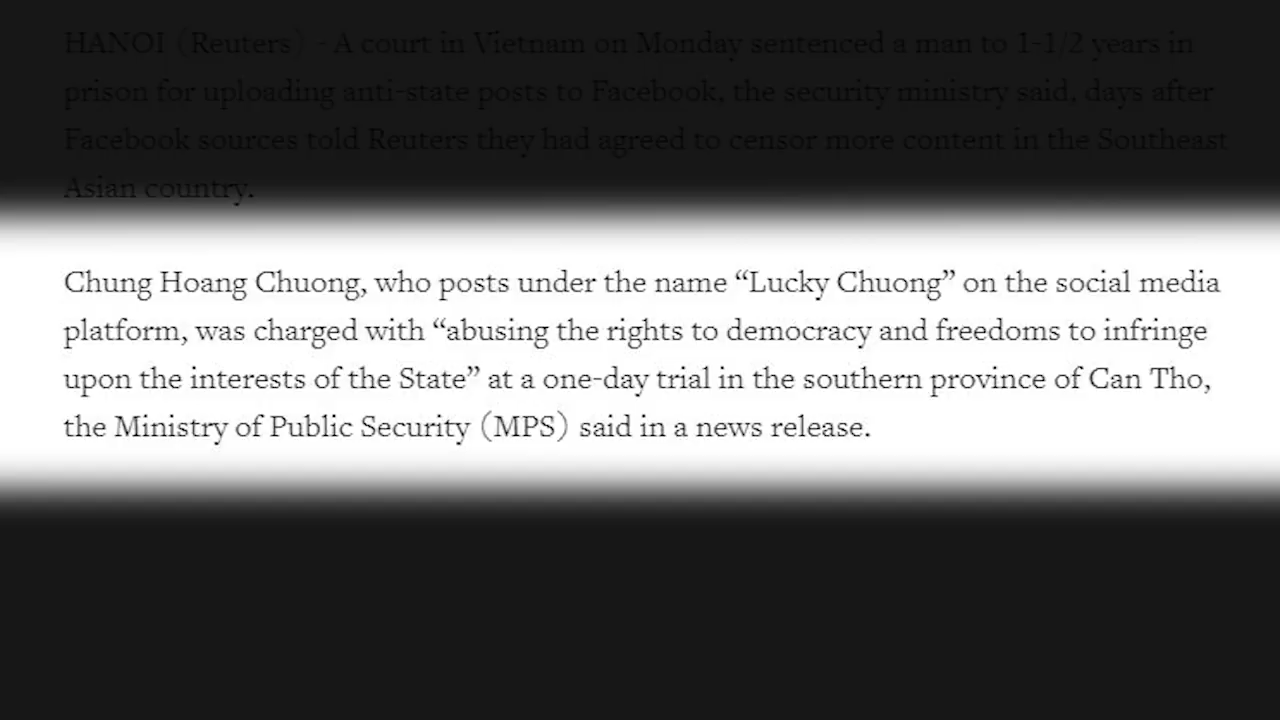 HANOI (Reuters) - A court in Vietnam on Monday sentenced a man to 1-1/2 years in
prison for uploading anti-state posts to Facebook, the security ministry said, days after
Facebook sources told Reuters they had agreed to censor more content in the Southeast
Asian country.
Chung Hoang Chuong, who posts under the name “Lucky Chuong” on the social media
platform, was charged with “abusing the rights to democracy and freedoms to infringe
upon the interests of the State” at a one-day trial in the southern province of Can Tho,
the Ministry of Public Security (MPS) said in a news release.